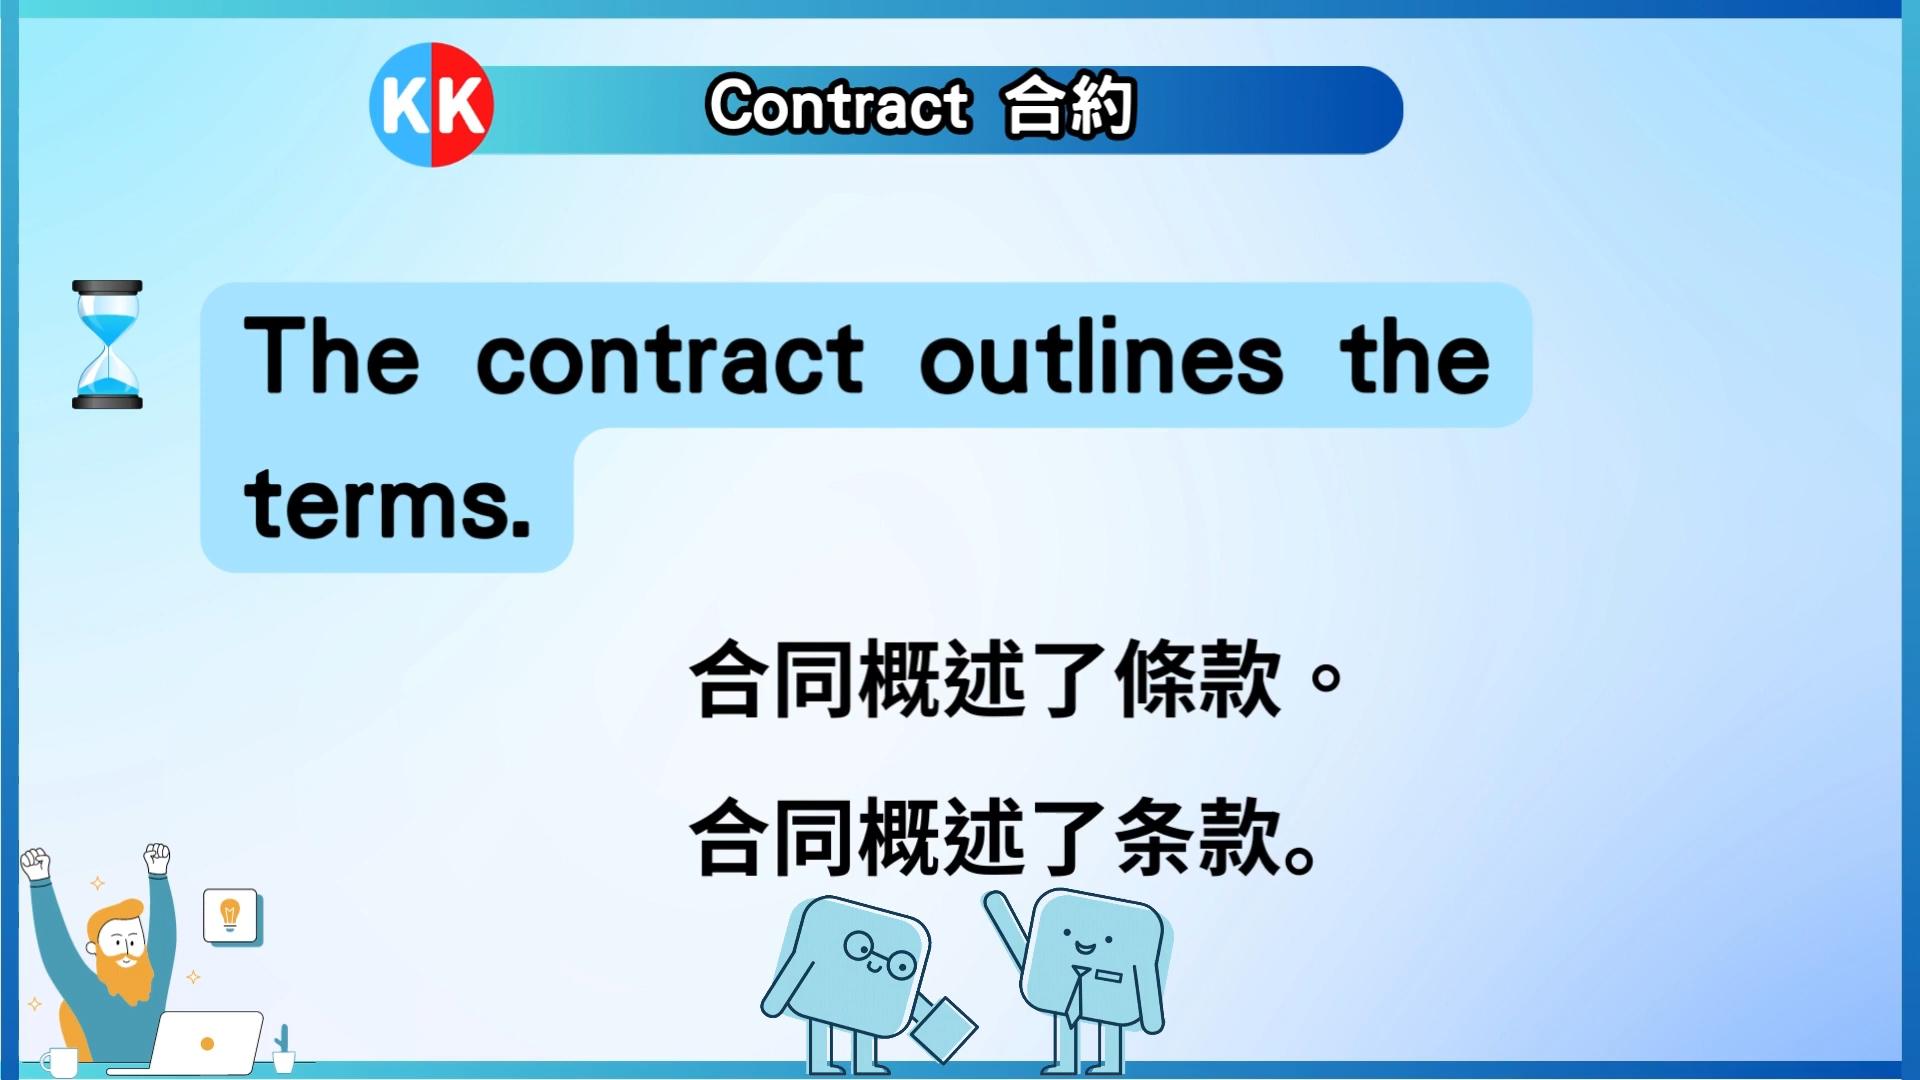 KK
Contract 合約
The contract outlines the
terms.
合同概述了條款。
合同概述了条款。